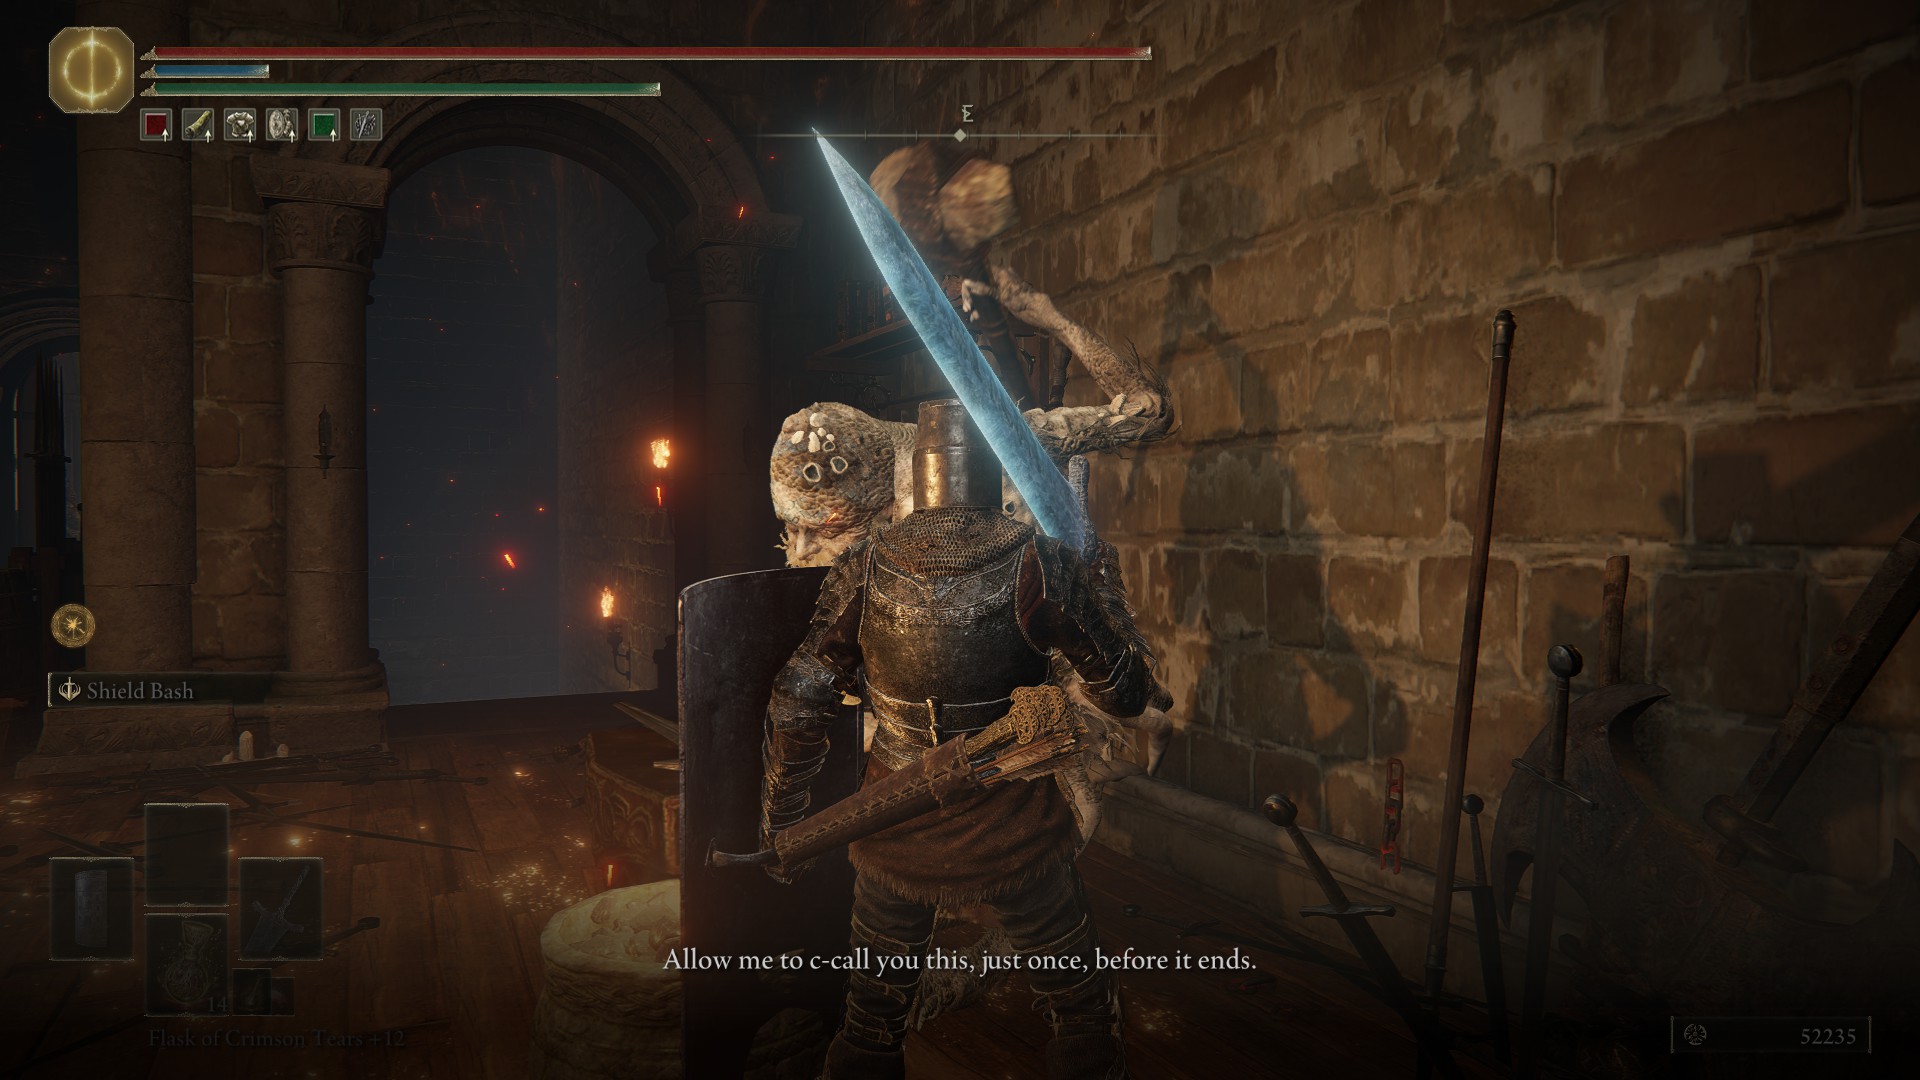 E
Shield Bash
Allow me to c-call you this, just once, before it ends.
14
Flask of Crimson Tears +12
52235